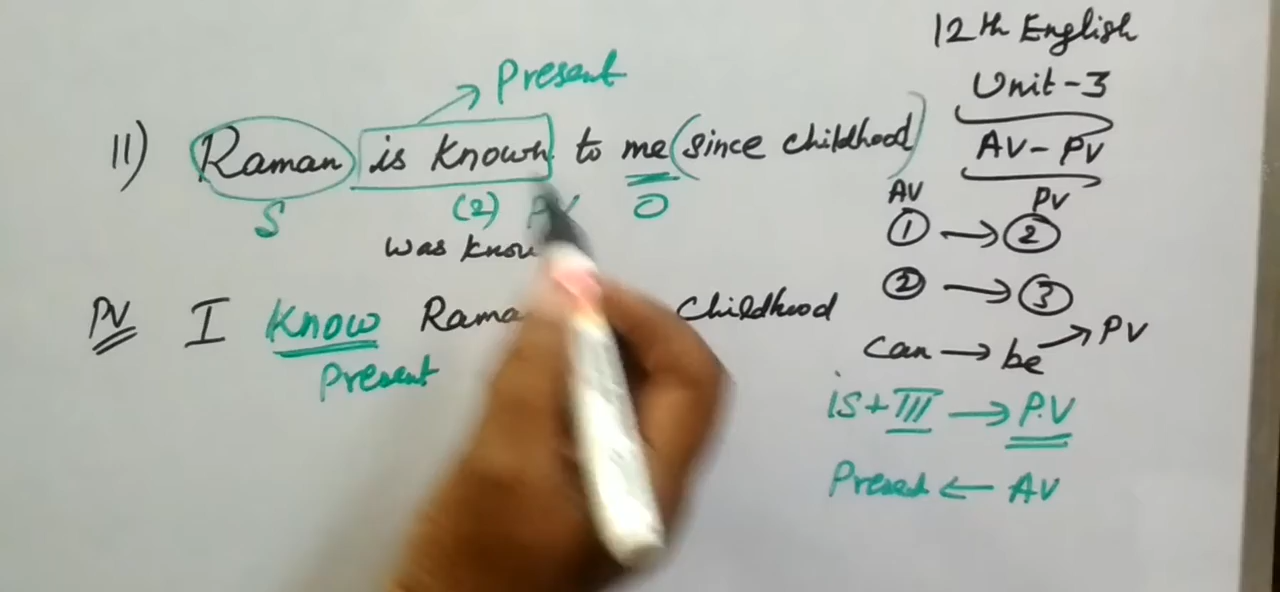 12th English
Unit-3
AV - PV
Present
11) Raman is known to me (since childhood)
S (2) PV O
was know
PV I know Rama Childhood
Present
AV PV
① → ②
② → ③
can → be → PV
is + III → P.V
Present ← AV